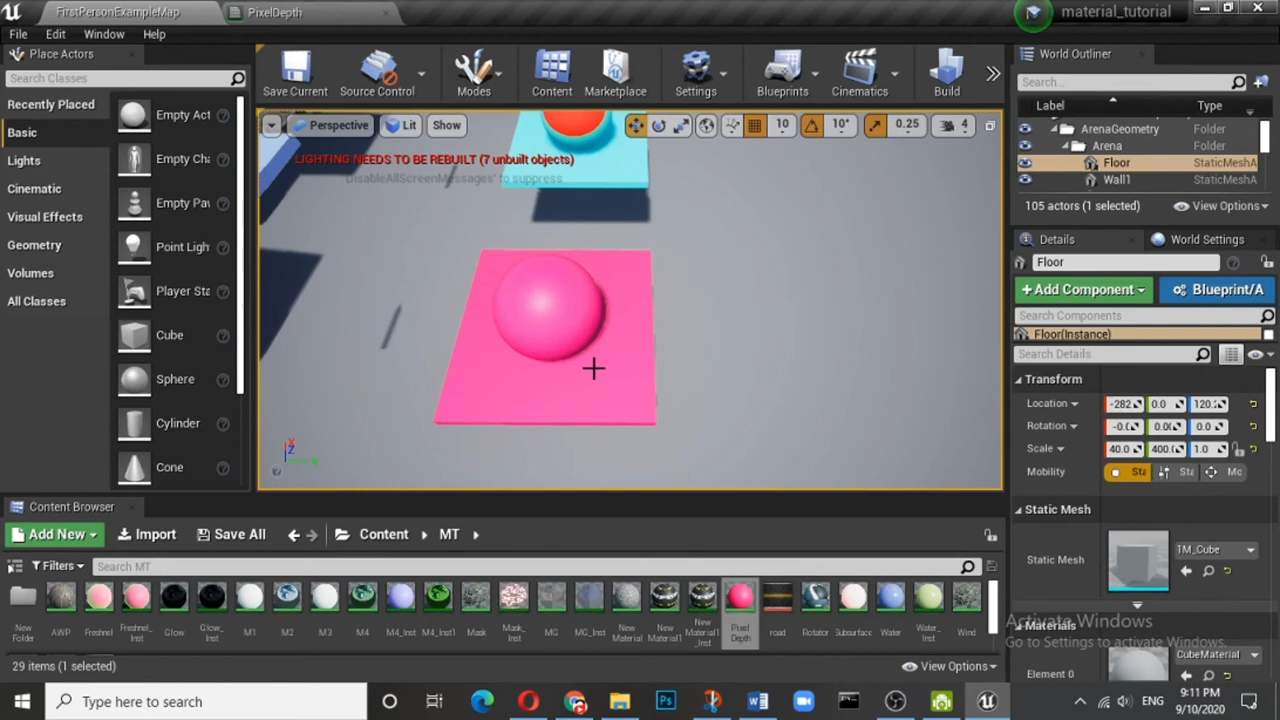 FirstPersonExampleMap
PixelDepth
material_tutorial
File Edit Window Help
Place Actors
Search Classes
Recently Placed
Basic
Lights
Cinematic
Visual Effects
Geometry
Volumes
All Classes
Empty Act
Empty Cha
Empty Pav
Point Ligh
Player Sta
Cube
Sphere
Cylinder
Cone
Save Current
Source Control
Modes
Content
Marketplace
Settings
Blueprints
Cinematics
Build
Perspective
Lit
Show
10
10°
0.25
4
LIGHTING NEEDS TO BE REBUILT (7 unbuilt objects)
'DisableAllScreenMessages' to suppress
X
Z
World Outliner
Search...
Label Type
ArenaGeometry Folder
Arena Folder
Floor StaticMeshA
Wall1 StaticMeshA
105 actors (1 selected)
View Options
Details
World Settings
Floor
+Add Component
Blueprint/A
Search Components
Floor(Instance)
Search Details
Transform
Location -282 0.0 120.
Rotation -0.0 0.0 0.0
Scale 40.0 400.0 1.0
Mobility Sta Sta Mo
Static Mesh
Static Mesh
1M_Cube
Materials
Element 0
CubeMaterial
Activate Windows
Go to Settings to activate Windows.
Content Browser
Add New
Import
Save All
Content
MT
Filters
Search MT
New Folder
AWP
Freshnel
Freshnel_Inst
Glow
Glow_Inst
M1
M2
M3
M4
M4_Inst
M4_Inst1
Mask
Mask_Inst
MG
MG_Inst
New Material
New Material1
New Material1_Inst
Pixel Depth
road
Rotator
Subsurface
Water
Water_Inst
Wind
29 items (1 selected)
View Options
Type here to search
ENG
9:11 PM
9/10/2020